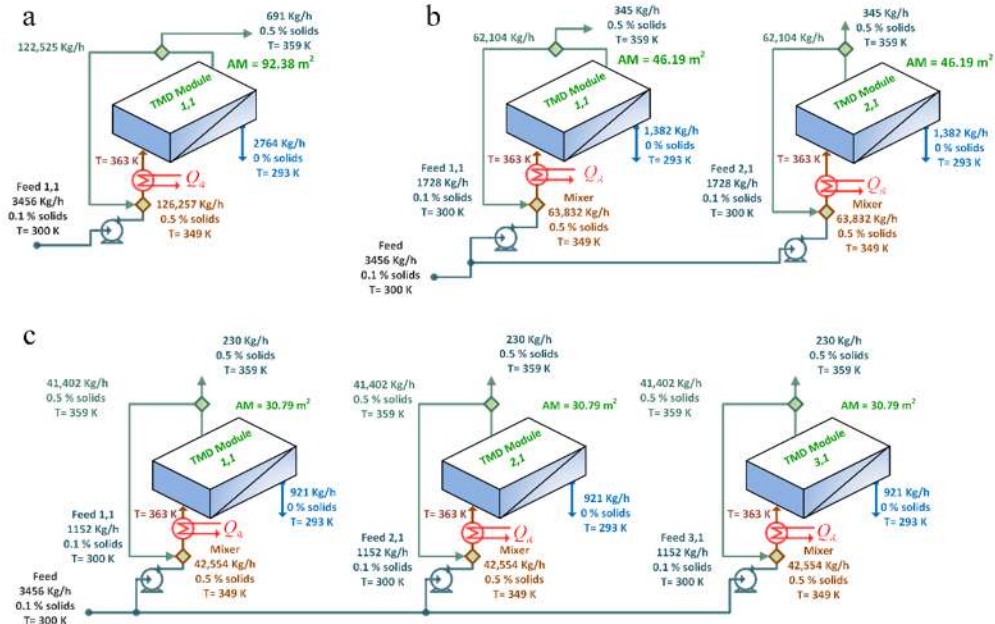 a
691 Kg/h
0.5 % solids
T= 359 K
122,525 Kg/h
AM = 92.38 m²
TMD Module
1,1
2764 Kg/h
0 % solids
T= 293 K
T= 363 K
Feed 1,1
3456 Kg/h
0.1 % solids
T= 300 K
126,257 Kg/h
0.5 % solids
T= 349 K
b
345 Kg/h
0.5 % solids
T= 359 K
62,104 Kg/h
AM = 46.19 m²
TMD Module
1,1
1,382 Kg/h
0 % solids
T= 293 K
T= 363 K
Feed 1,1
1728 Kg/h
0.1 % solids
T= 300 K
Mixer
63,832 Kg/h
0.5 % solids
T= 349 K
Feed
3456 Kg/h
0.1 % solids
T= 300 K
345 Kg/h
0.5 % solids
T= 359 K
62,104 Kg/h
AM = 46.19 m²
TMD Module
2,1
1,382 Kg/h
0 % solids
T= 293 K
T= 363 K
Feed 2,1
1728 Kg/h
0.1 % solids
T= 300 K
Mixer
63,832 Kg/h
0.5 % solids
T= 349 K
c
230 Kg/h
0.5 % solids
T= 359 K
41,402 Kg/h
0.5 % solids
T= 359 K
AM = 30.79 m²
TMD Module
1,1
921 Kg/h
0 % solids
T= 293 K
T= 363 K
Feed 1,1
1152 Kg/h
0.1 % solids
T= 300 K
Mixer
42,554 Kg/h
0.5 % solids
T= 349 K
Feed
3456 Kg/h
0.1 % solids
T= 300 K
230 Kg/h
0.5 % solids
T= 359 K
41,402 Kg/h
0.5 % solids
T= 359 K
AM = 30.79 m²
TMD Module
2,1
921 Kg/h
0 % solids
T= 293 K
T= 363 K
Feed 2,1
1152 Kg/h
0.1 % solids
T= 300 K
Mixer
42,554 Kg/h
0.5 % solids
T= 349 K
230 Kg/h
0.5 % solids
T= 359 K
41,402 Kg/h
0.5 % solids
T= 359 K
AM = 30.79 m²
TMD Module
3,1
921 Kg/h
0 % solids
T= 293 K
T= 363 K
Feed 3,1
1152 Kg/h
0.1 % solids
T= 300 K
Mixer
42,554 Kg/h
0.5 % solids
T= 349 K